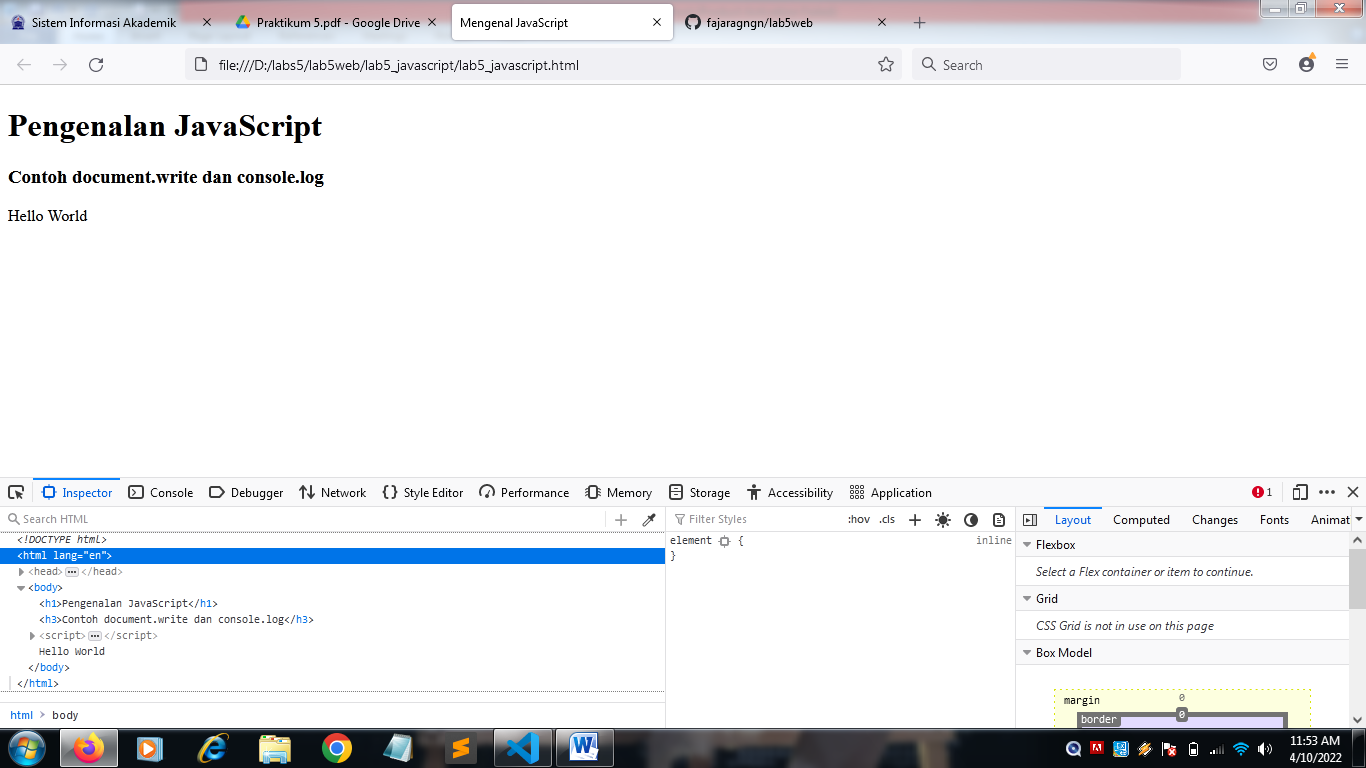 Sistem Informasi Akademik
Praktikum 5.pdf - Google Drive
Mengenal JavaScript
fajaragngn/lab5web
file:///D:/labs5/lab5web/lab5_javascript/lab5_javascript.html
Search
Pengenalan JavaScript
Contoh document.write dan console.log
Hello World
Inspector
Console
Debugger
Network
Style Editor
Performance
Memory
Storage
Accessibility
Application
1
Search HTML
Filter Styles
:hov
.cls
Layout
Computed
Changes
Fonts
Animat
<!DOCTYPE html>
<html lang="en">
<head> ••• </head>
<body>
<h1>Pengenalan JavaScript</h1>
<h3>Contoh document.write dan console.log</h3>
<script> ••• </script>
Hello World
</body>
</html>
html > body
element {
inline
}
Flexbox
Select a Flex container or item to continue.
Grid
CSS Grid is not in use on this page
Box Model
margin
0
border
0
11:53 AM
4/10/2022